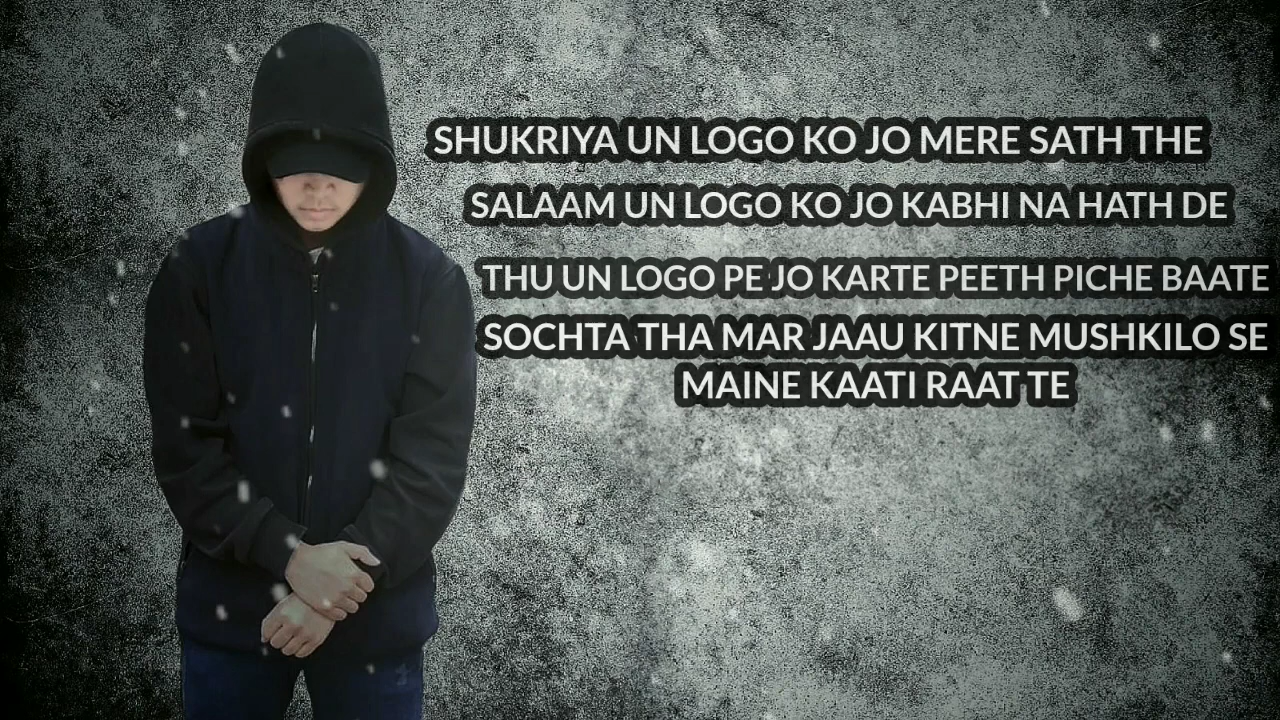 SHUKRIYA UN LOGO KO JO MERE SATH THE
SALAAM UN LOGO KO JO KABHI NA HATH DE
THU UN LOGO PE JO KARTE PEETH PICHE BAATE
SOCHTA THA MAR JAAU KITNE MUSHKILO SE
MAINE KAATI RAAT TE